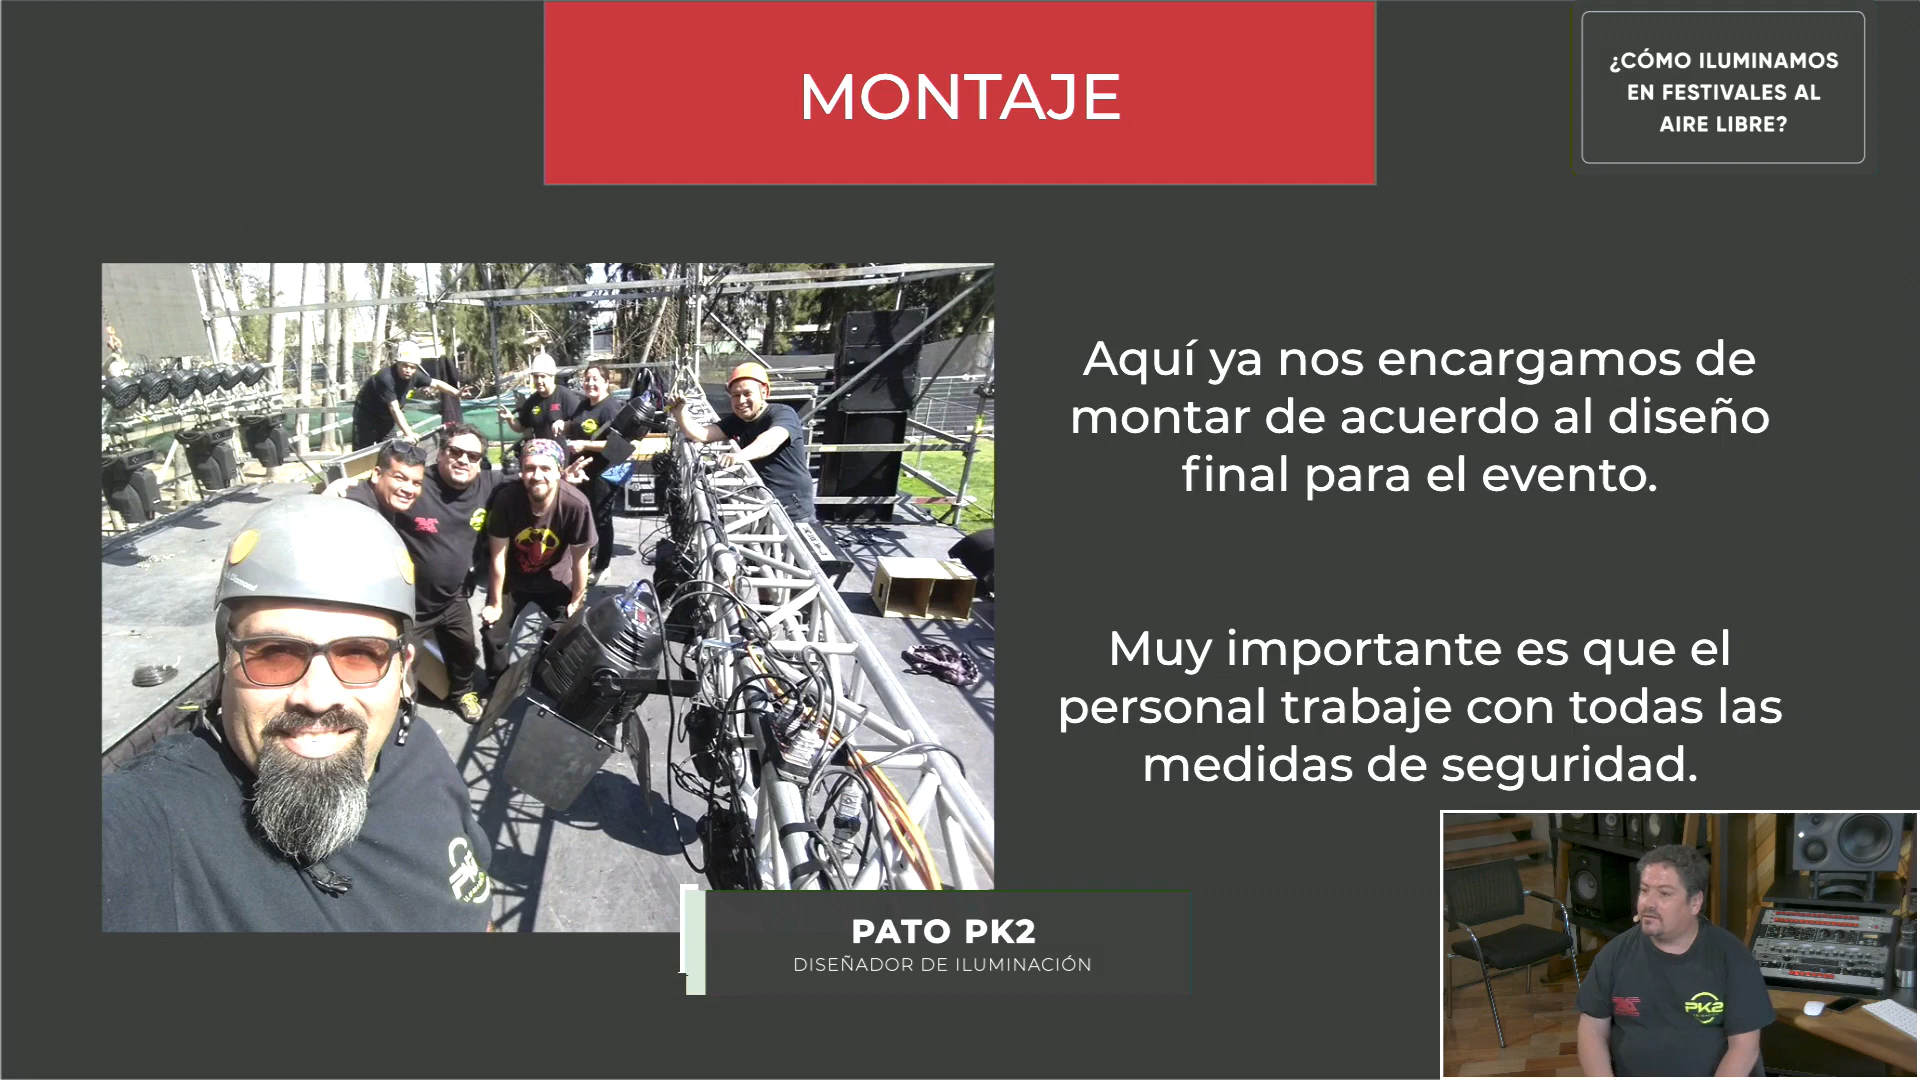 MONTAJE
¿CÓMO ILUMINAMOS
EN FESTIVALES AL
AIRE LIBRE?
Aquí ya nos encargamos de
montar de acuerdo al diseño
final para el evento.
Muy importante es que el
personal trabaje con todas las
medidas de seguridad.
PATO PK2
DISEÑADOR DE ILUMINACIÓN
PK2